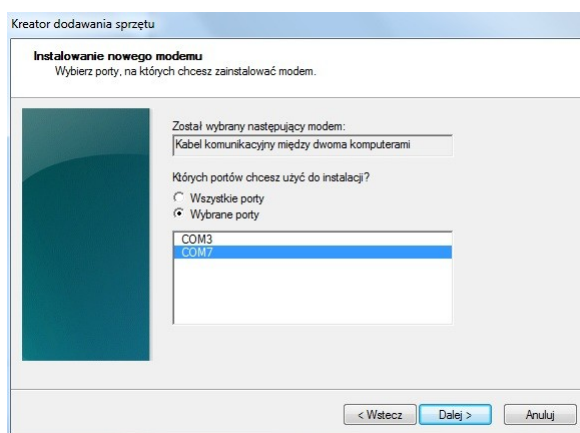 Kreator dodawania sprzętu
Instalowanie nowego modemu
Wybierz porty, na których chcesz zainstalować modem.
Został wybrany następujący modem:
Kabel komunikacyjny między dwoma komputerami
Których portów chcesz użyć do instalacji?
Wszystkie porty
Wybrane porty
COM3
COM7
< Wstecz Dalej > Anuluj